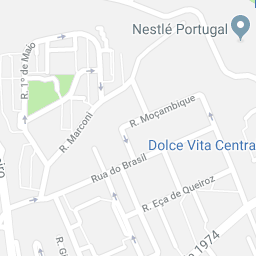 Nestlé Portugal
R. 1º de Maio
R. Moçambique
R. Marconi
Dolce Vita Centra
Rua do Brasil
R. Eça de Queiroz
1974